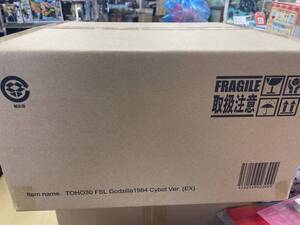 FRAGILE
取扱注意
Item name. TOHO30 FSL Godzilla1984 Cybot Ver. (EX)